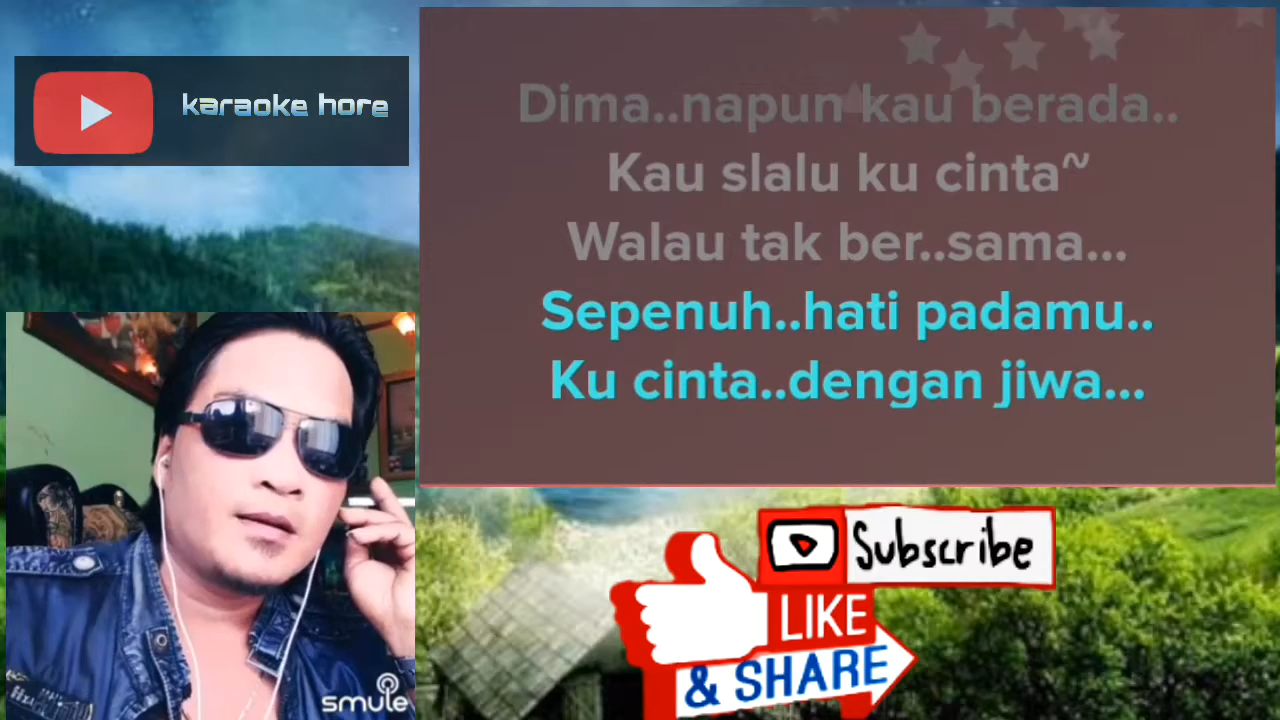 karaoke hore
Dima..napun kau berada..
Kau slalu ku cinta~
Walau tak ber..sama...
Sepenuh..hati padamu..
Ku cinta..dengan jiwa...
Subscribe
LIKE
& SHARE
smule